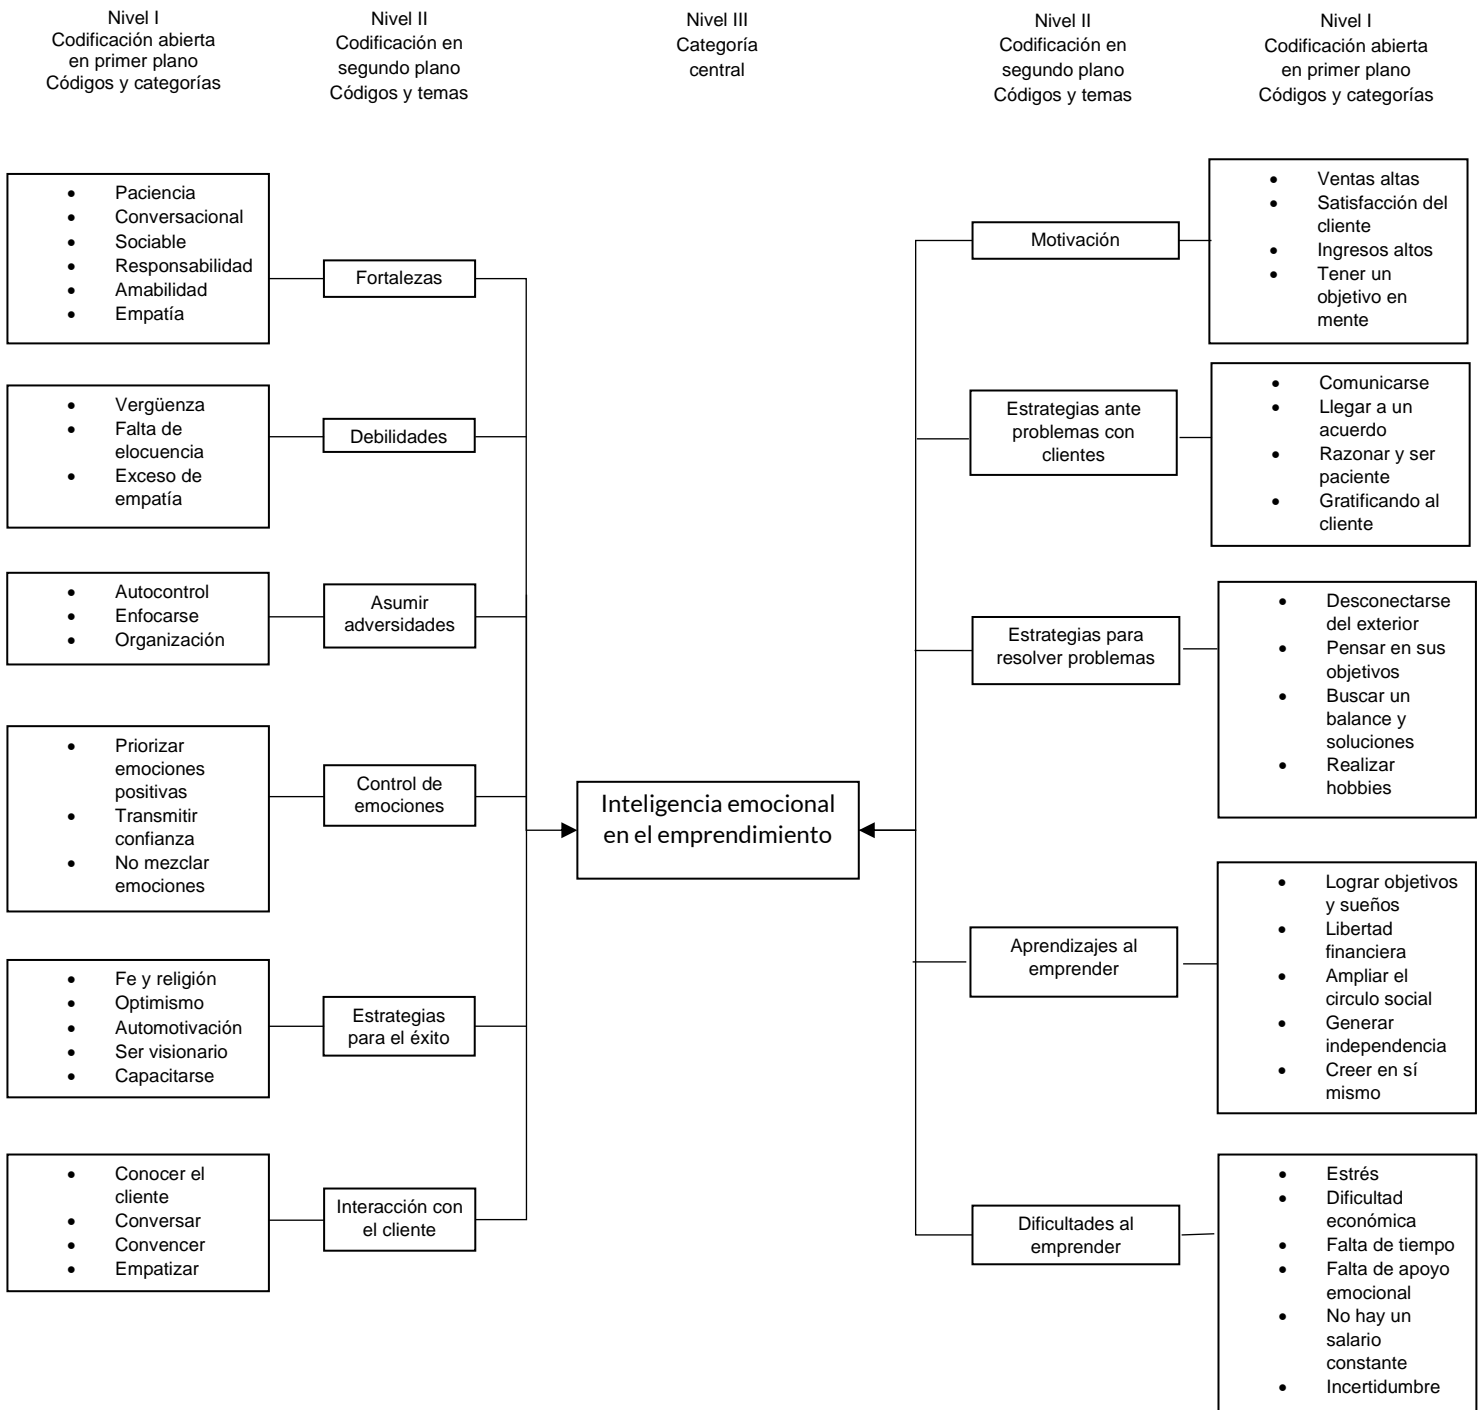 Nivel I
Codificación abierta
en primer plano
Códigos y categorías
Nivel II
Codificación en
segundo plano
Códigos y temas
Nivel III
Categoría
central
Nivel II
Codificación en
segundo plano
Códigos y temas
Nivel I
Codificación abierta
en primer plano
Códigos y categorías
• Paciencia
• Conversacional
• Sociable
• Responsabilidad
• Amabilidad
• Empatía
Fortalezas
• Vergüenza
• Falta de
elocuencia
• Exceso de
empatía
Debilidades
• Autocontrol
• Enfocarse
• Organización
Asumir
adversidades
• Priorizar
emociones
positivas
• Transmitir
confianza
• No mezclar
emociones
Control de
emociones
• Fe y religión
• Optimismo
• Automotivación
• Ser visionario
• Capacitarse
Estrategias
para el éxito
• Conocer el
cliente
• Conversar
• Convencer
• Empatizar
Interacción con
el cliente
Inteligencia emocional
en el emprendimiento
Motivación
• Ventas altas
• Satisfacción del
cliente
• Ingresos altos
• Tener un
objetivo en
mente
Estrategias ante
problemas con
clientes
• Comunicarse
• Llegar a un
acuerdo
• Razonar y ser
paciente
• Gratificando al
cliente
Estrategias para
resolver problemas
• Desconectarse
del exterior
• Pensar en sus
objetivos
• Buscar un
balance y
soluciones
• Realizar
hobbies
Aprendizajes al
emprender
• Lograr objetivos
y sueños
• Libertad
financiera
• Ampliar el
circulo social
• Generar
independencia
• Creer en sí
mismo
Dificultades al
emprender
• Estrés
• Dificultad
económica
• Falta de tiempo
• Falta de apoyo
emocional
• No hay un
salario
constante
• Incertidumbre